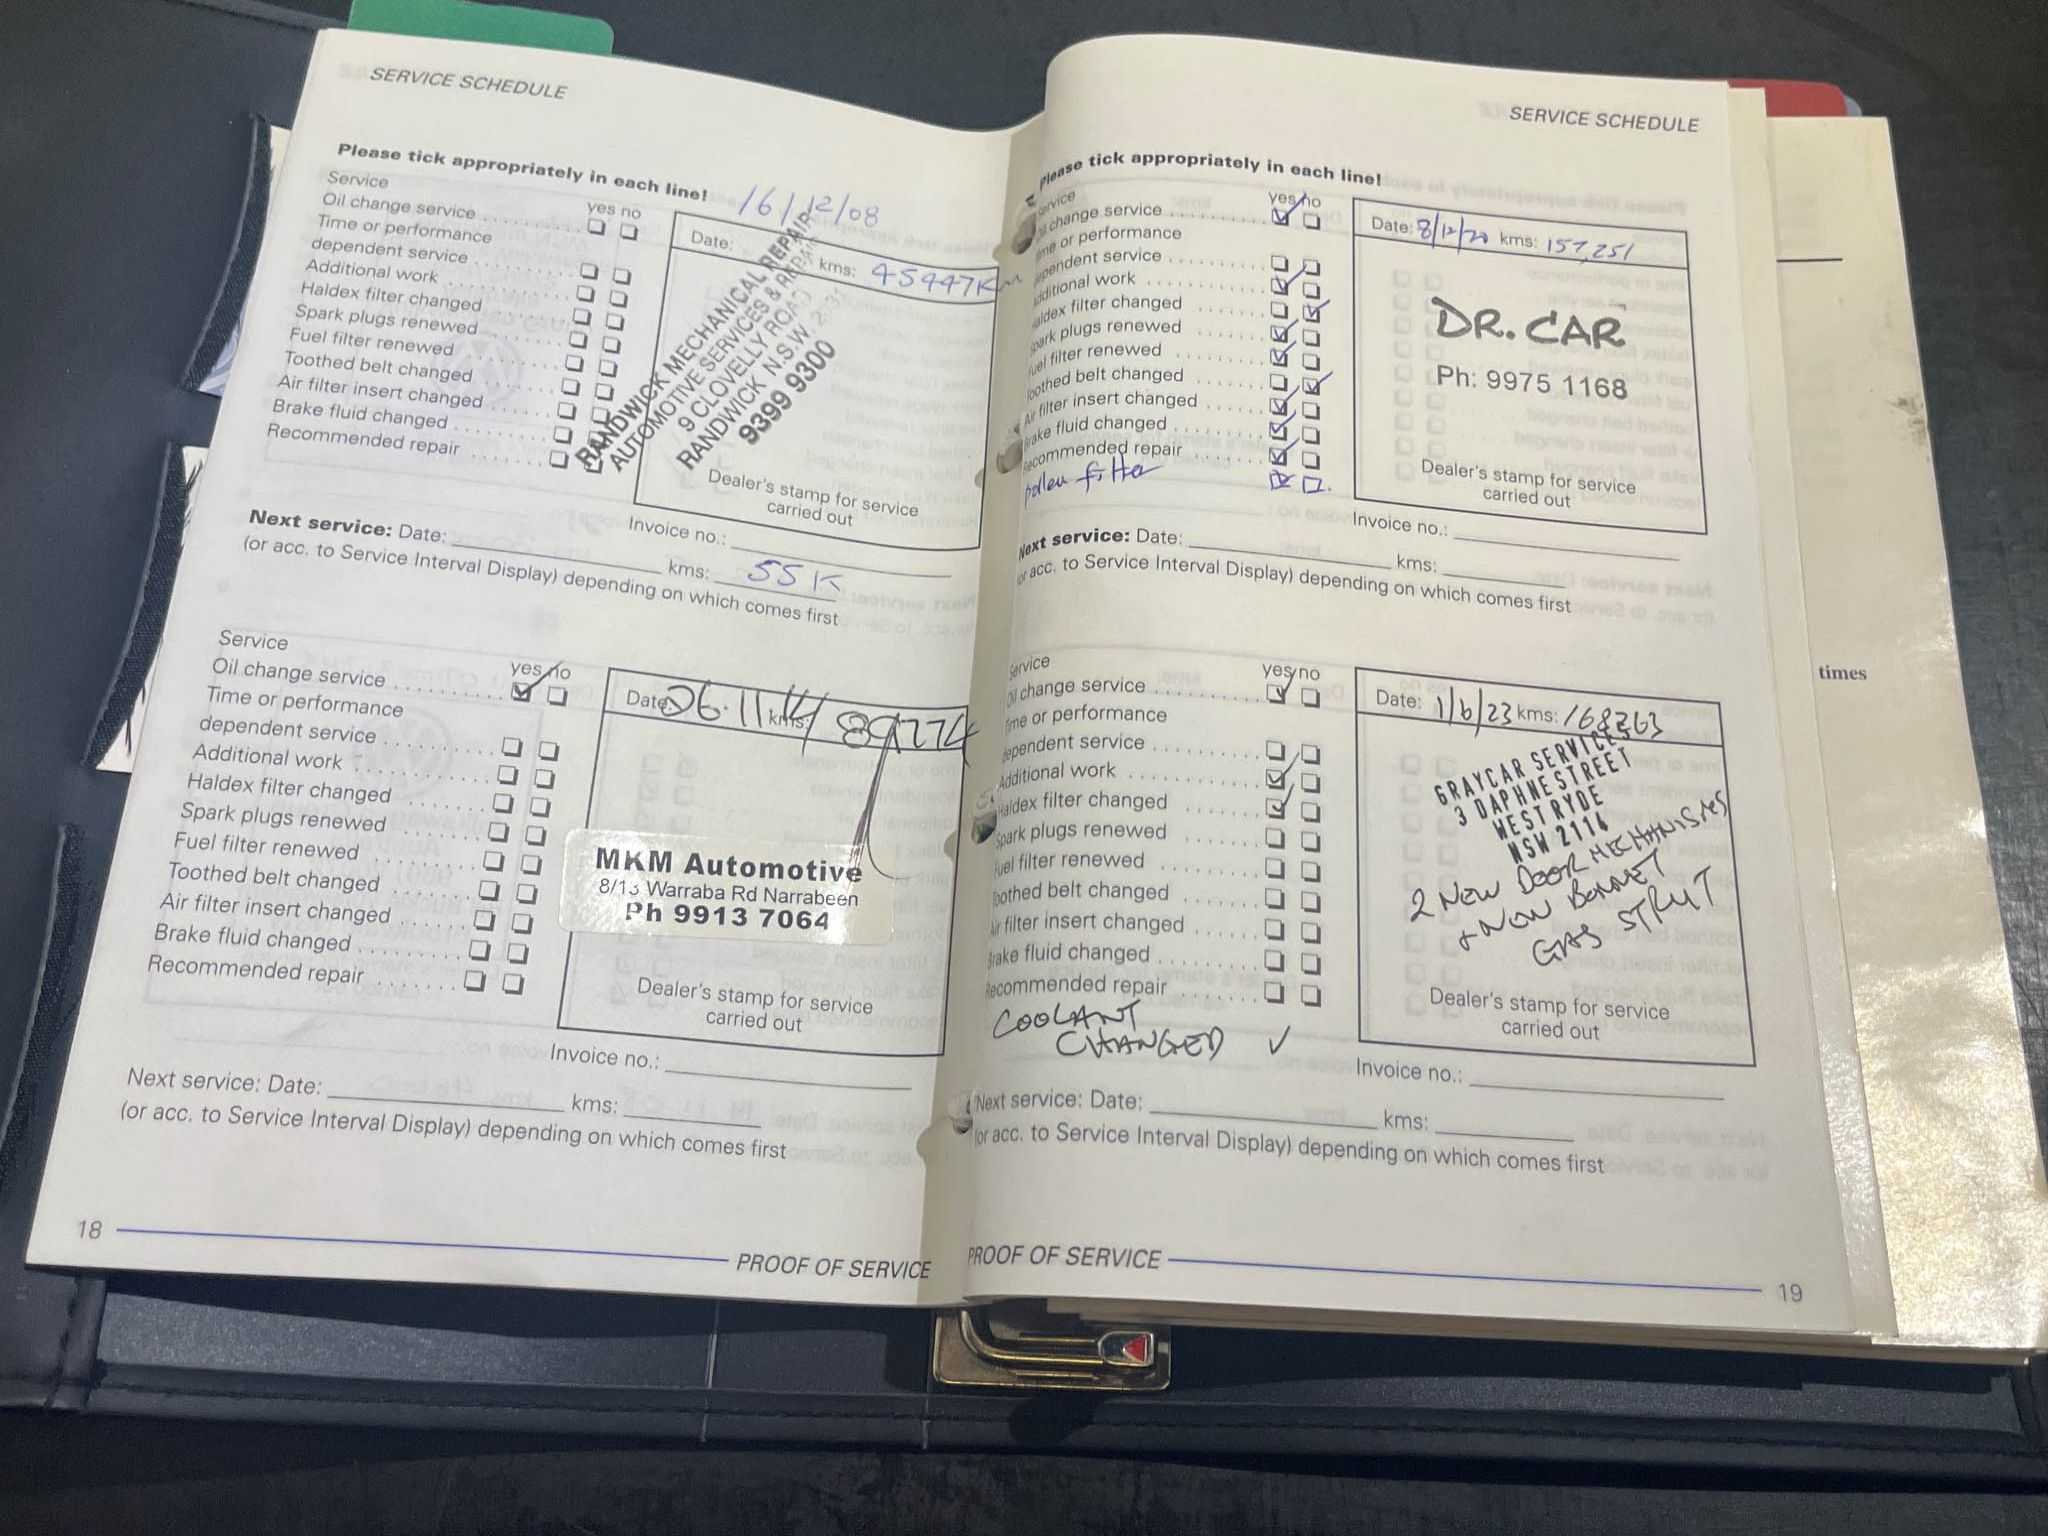 SERVICE SCHEDULE
Please tick appropriately in each line!
16/12/08
Service
yes no
Oil change service
Time or performance
dependent service
Additional work
Haldex filter changed
Spark plugs renewed
Fuel filter renewed
Toothed belt changed
Air filter insert changed
Brake fluid changed
Recommended repair
Date: kms: 45447KM
RANDWICK MECHANICAL REPAIR
AUTOMOTIVE SERVICES & REPAIR
9 CLOVELLY ROAD
RANDWICK N.S.W. 2031
9399 9300
Dealer's stamp for service
carried out
Invoice no.:
Next service: Date: kms: 55K
(or acc. to Service Interval Display) depending on which comes first
Service
yes no
Oil change service
Time or performance
dependent service
Additional work
Haldex filter changed
Spark plugs renewed
Fuel filter renewed
Toothed belt changed
Air filter insert changed
Brake fluid changed
Recommended repair
Date: 26.11.14 kms:
MKM Automotive
8/13 Warraba Rd Narrabeen
Ph 9913 7064
Dealer's stamp for service
carried out
Invoice no.:
Next service: Date: kms:
(or acc. to Service Interval Display) depending on which comes first
18
PROOF OF SERVICE
SERVICE SCHEDULE
Please tick appropriately in each line!
Service
yes no
Oil change service
Time or performance
dependent service
Additional work
Haldex filter changed
Spark plugs renewed
Fuel filter renewed
Toothed belt changed
Air filter insert changed
Brake fluid changed
Recommended repair
pollen filter
Date: 8/12/20 kms: 157,251
DR. CAR
Ph: 9975 1168
Dealer's stamp for service
carried out
Invoice no.:
Next service: Date: kms:
or acc. to Service Interval Display) depending on which comes first
Service
yes no
Oil change service
Time or performance
dependent service
Additional work
Haldex filter changed
Spark plugs renewed
Fuel filter renewed
Toothed belt changed
Air filter insert changed
Brake fluid changed
Recommended repair
COOLANT
CHANGED ✓
Date: 1/6/23 kms: 168263
GRAYCAR SERVICES
3 DAPHNE STREET
WEST RYDE
NSW 2114
2 NEW DOOR MECHANISMS
+ NEW BONNET
GAS STRUT
Dealer's stamp for service
carried out
Invoice no.:
Next service: Date: kms:
(or acc. to Service Interval Display) depending on which comes first
PROOF OF SERVICE
19
times